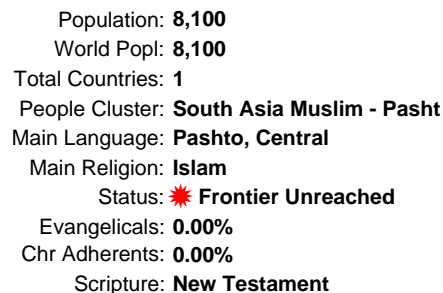 Population: 8,100
World Popl: 8,100
Total Countries: 1
People Cluster: South Asia Muslim - Pasht
Main Language: Pashto, Central
Main Religion: Islam
Status: Frontier Unreached
Evangelicals: 0.00%
Chr Adherents: 0.00%
Scripture: New Testament